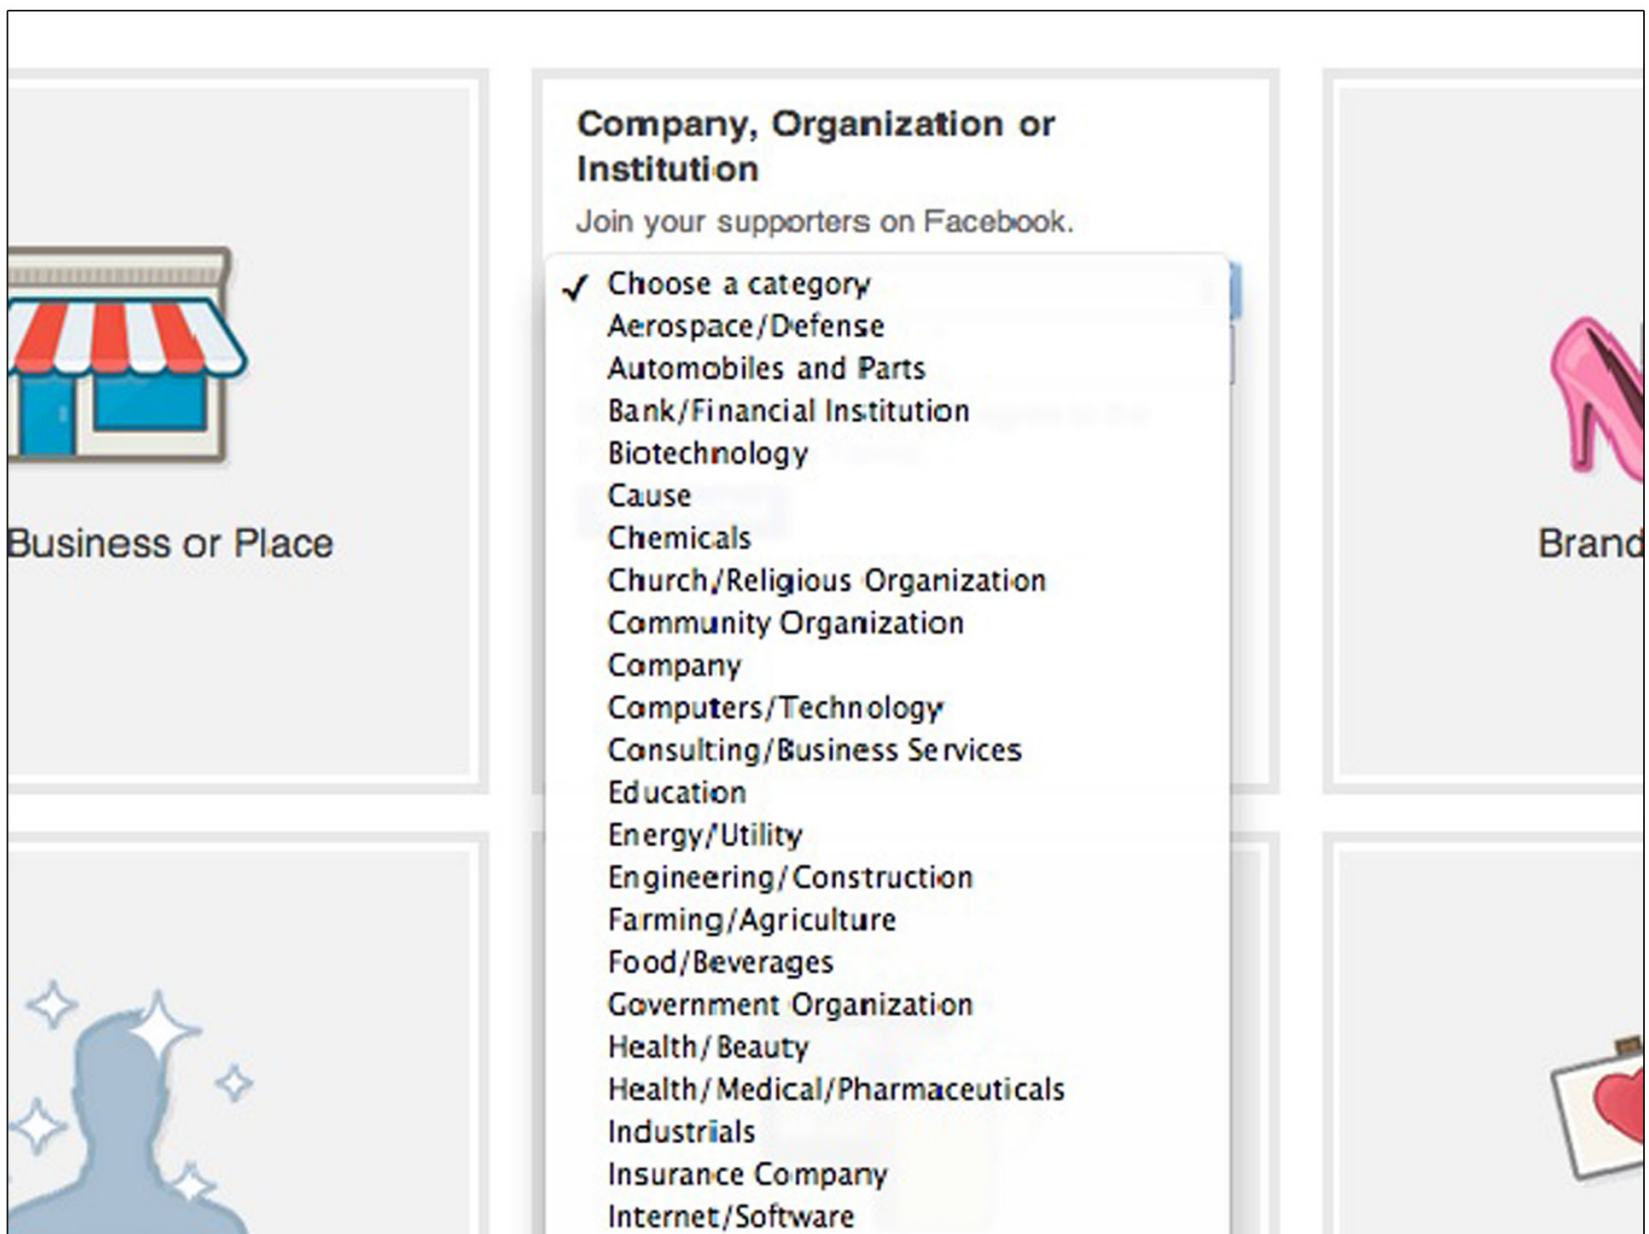 Company, Organization or
Institution
Join your supporters on Facebook.
✓ Choose a category
Aerospace/Defense
Automobiles and Parts
Bank/Financial Institution
Biotechnology
Cause
Chemicals
Church/Religious Organization
Community Organization
Company
Computers/Technology
Consulting/Business Services
Education
Energy/Utility
Engineering/Construction
Farming/Agriculture
Food/Beverages
Government Organization
Health/Beauty
Health/Medical/Pharmaceuticals
Industrials
Insurance Company
Internet/Software
Business or Place
Brand